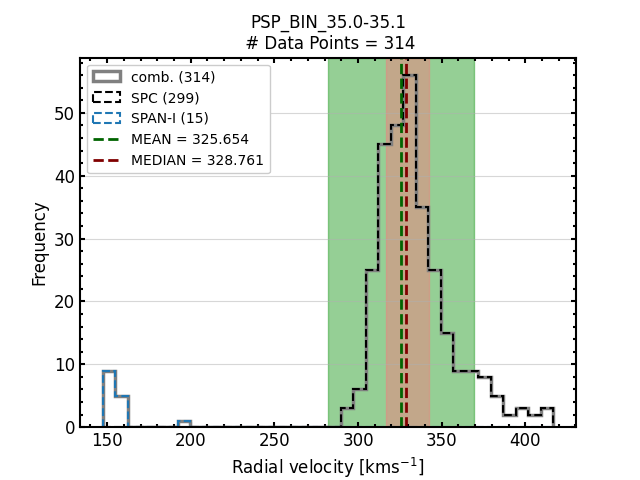 PSP_BIN_35.0-35.1
# Data Points = 314
comb. (314)
SPC (299)
SPAN-I (15)
MEAN = 325.654
MEDIAN = 328.761
Frequency
50
40
30
20
10
0
150 200 250 300 350 400
Radial velocity [kms⁻¹]